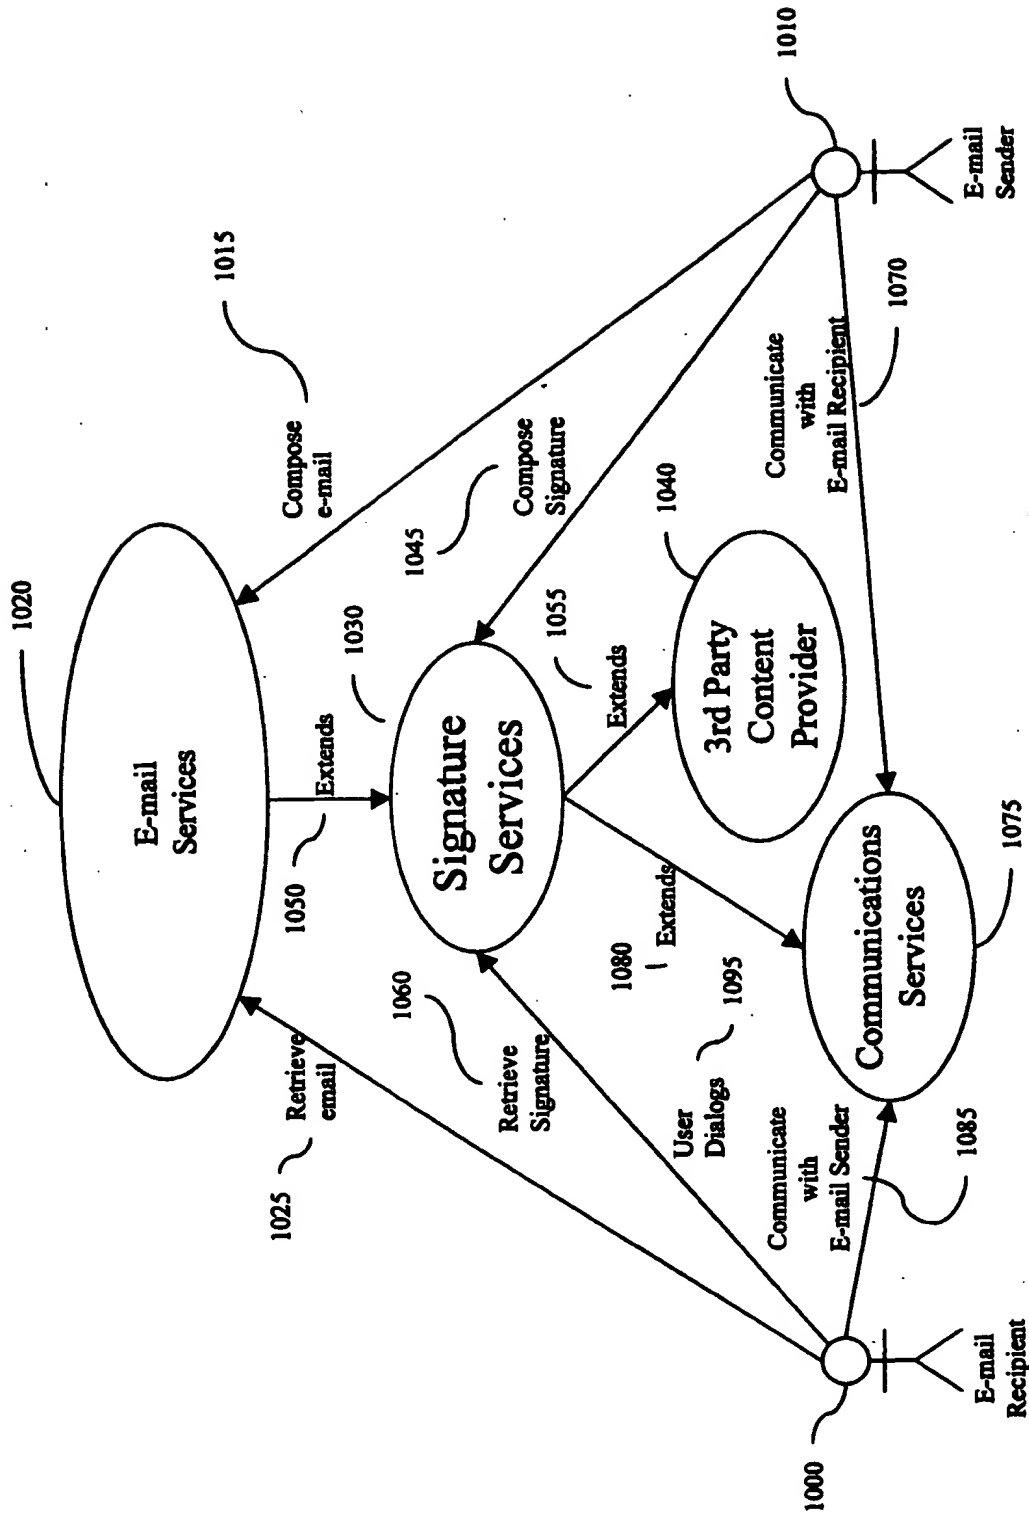 1020
E-mail
Services
1015
Compose
e-mail
1025
Retrieve
email
1050
Extends
1030
Signature
Services
1045
Compose
Signature
1060
Retrieve
Signature
1055
Extends
1080
Extends
1040
3rd Party
Content
Provider
User
Dialogs
1095
Communicate
with
E-mail Recipient
1070
Communicate
with
E-mail Sender
1085
Communications
Services
1075
1000
E-mail
Recipient
1010
E-mail
Sender